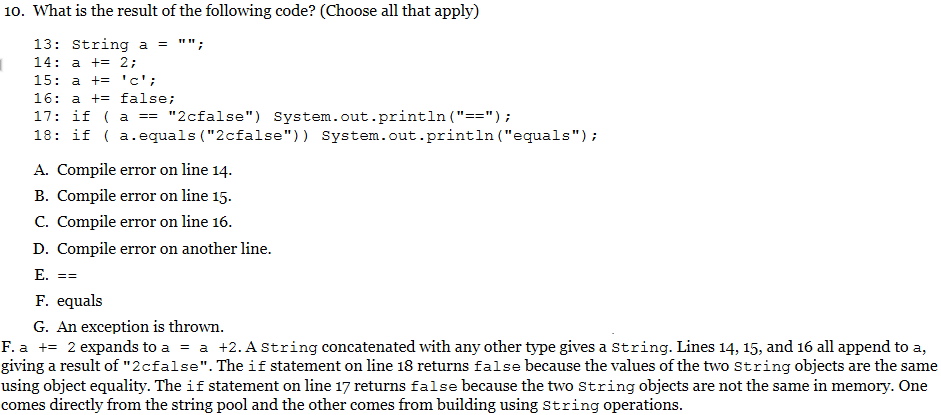 10. What is the result of the following code? (Choose all that apply)
13: String a = "";
14: a += 2;
15: a += 'c';
16: a += false;
17: if ( a == "2cfalse") System.out.println("==");
18: if ( a.equals("2cfalse")) System.out.println("equals");
A. Compile error on line 14.
B. Compile error on line 15.
C. Compile error on line 16.
D. Compile error on another line.
E. ==
F. equals
G. An exception is thrown.
F. a += 2 expands to a = a +2. A String concatenated with any other type gives a String. Lines 14, 15, and 16 all append to a,
giving a result of "2cfalse". The if statement on line 18 returns false because the values of the two String objects are the same
using object equality. The if statement on line 17 returns false because the two String objects are not the same in memory. One
comes directly from the string pool and the other comes from building using String operations.